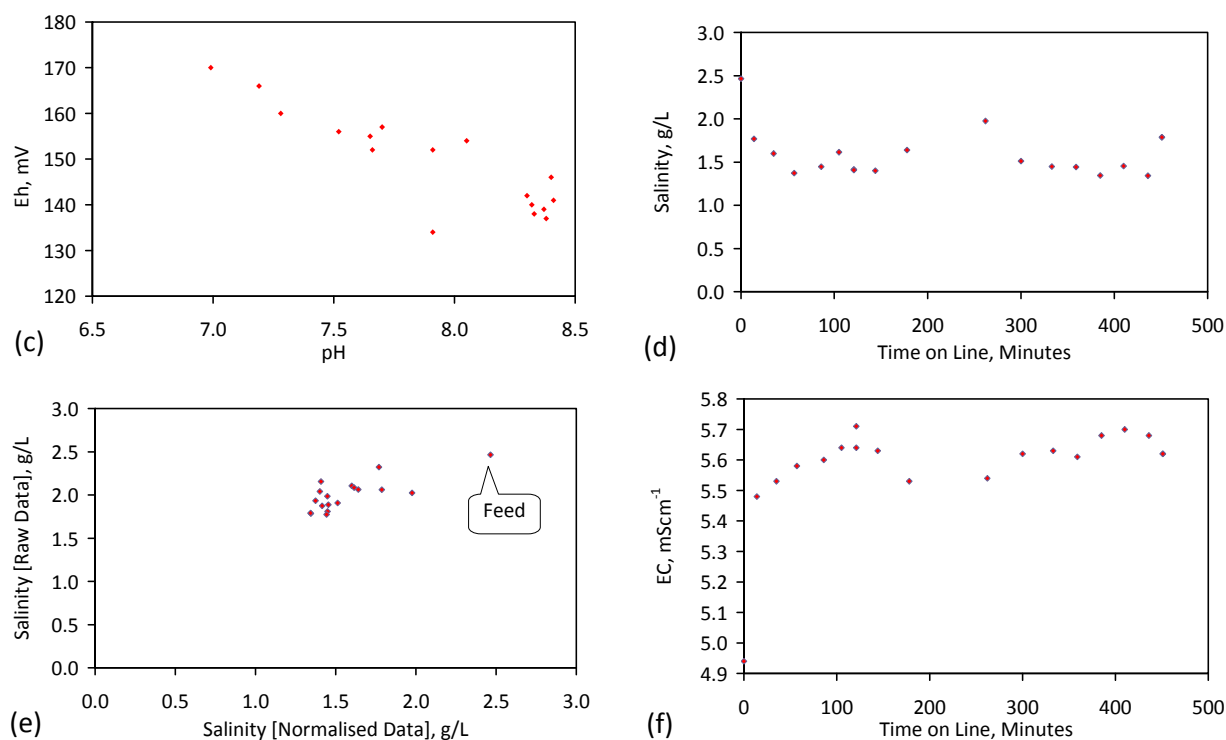 180
170
160
150
140
130
120
Eh, mV
6.5 7.0 7.5 8.0 8.5
pH
(c)
3.0
2.5
2.0
1.5
1.0
0.5
0.0
Salinity, g/L
0 100 200 300 400 500
Time on Line, Minutes
(d)
3.0
2.5
2.0
1.5
1.0
0.5
0.0
Salinity [Raw Data], g/L
Feed
0.0 0.5 1.0 1.5 2.0 2.5 3.0
Salinity [Normalised Data], g/L
(e)
5.8
5.7
5.6
5.5
5.4
5.3
5.2
5.1
5.0
4.9
EC, mScm⁻¹
0 100 200 300 400 500
Time on Line, Minutes
(f)